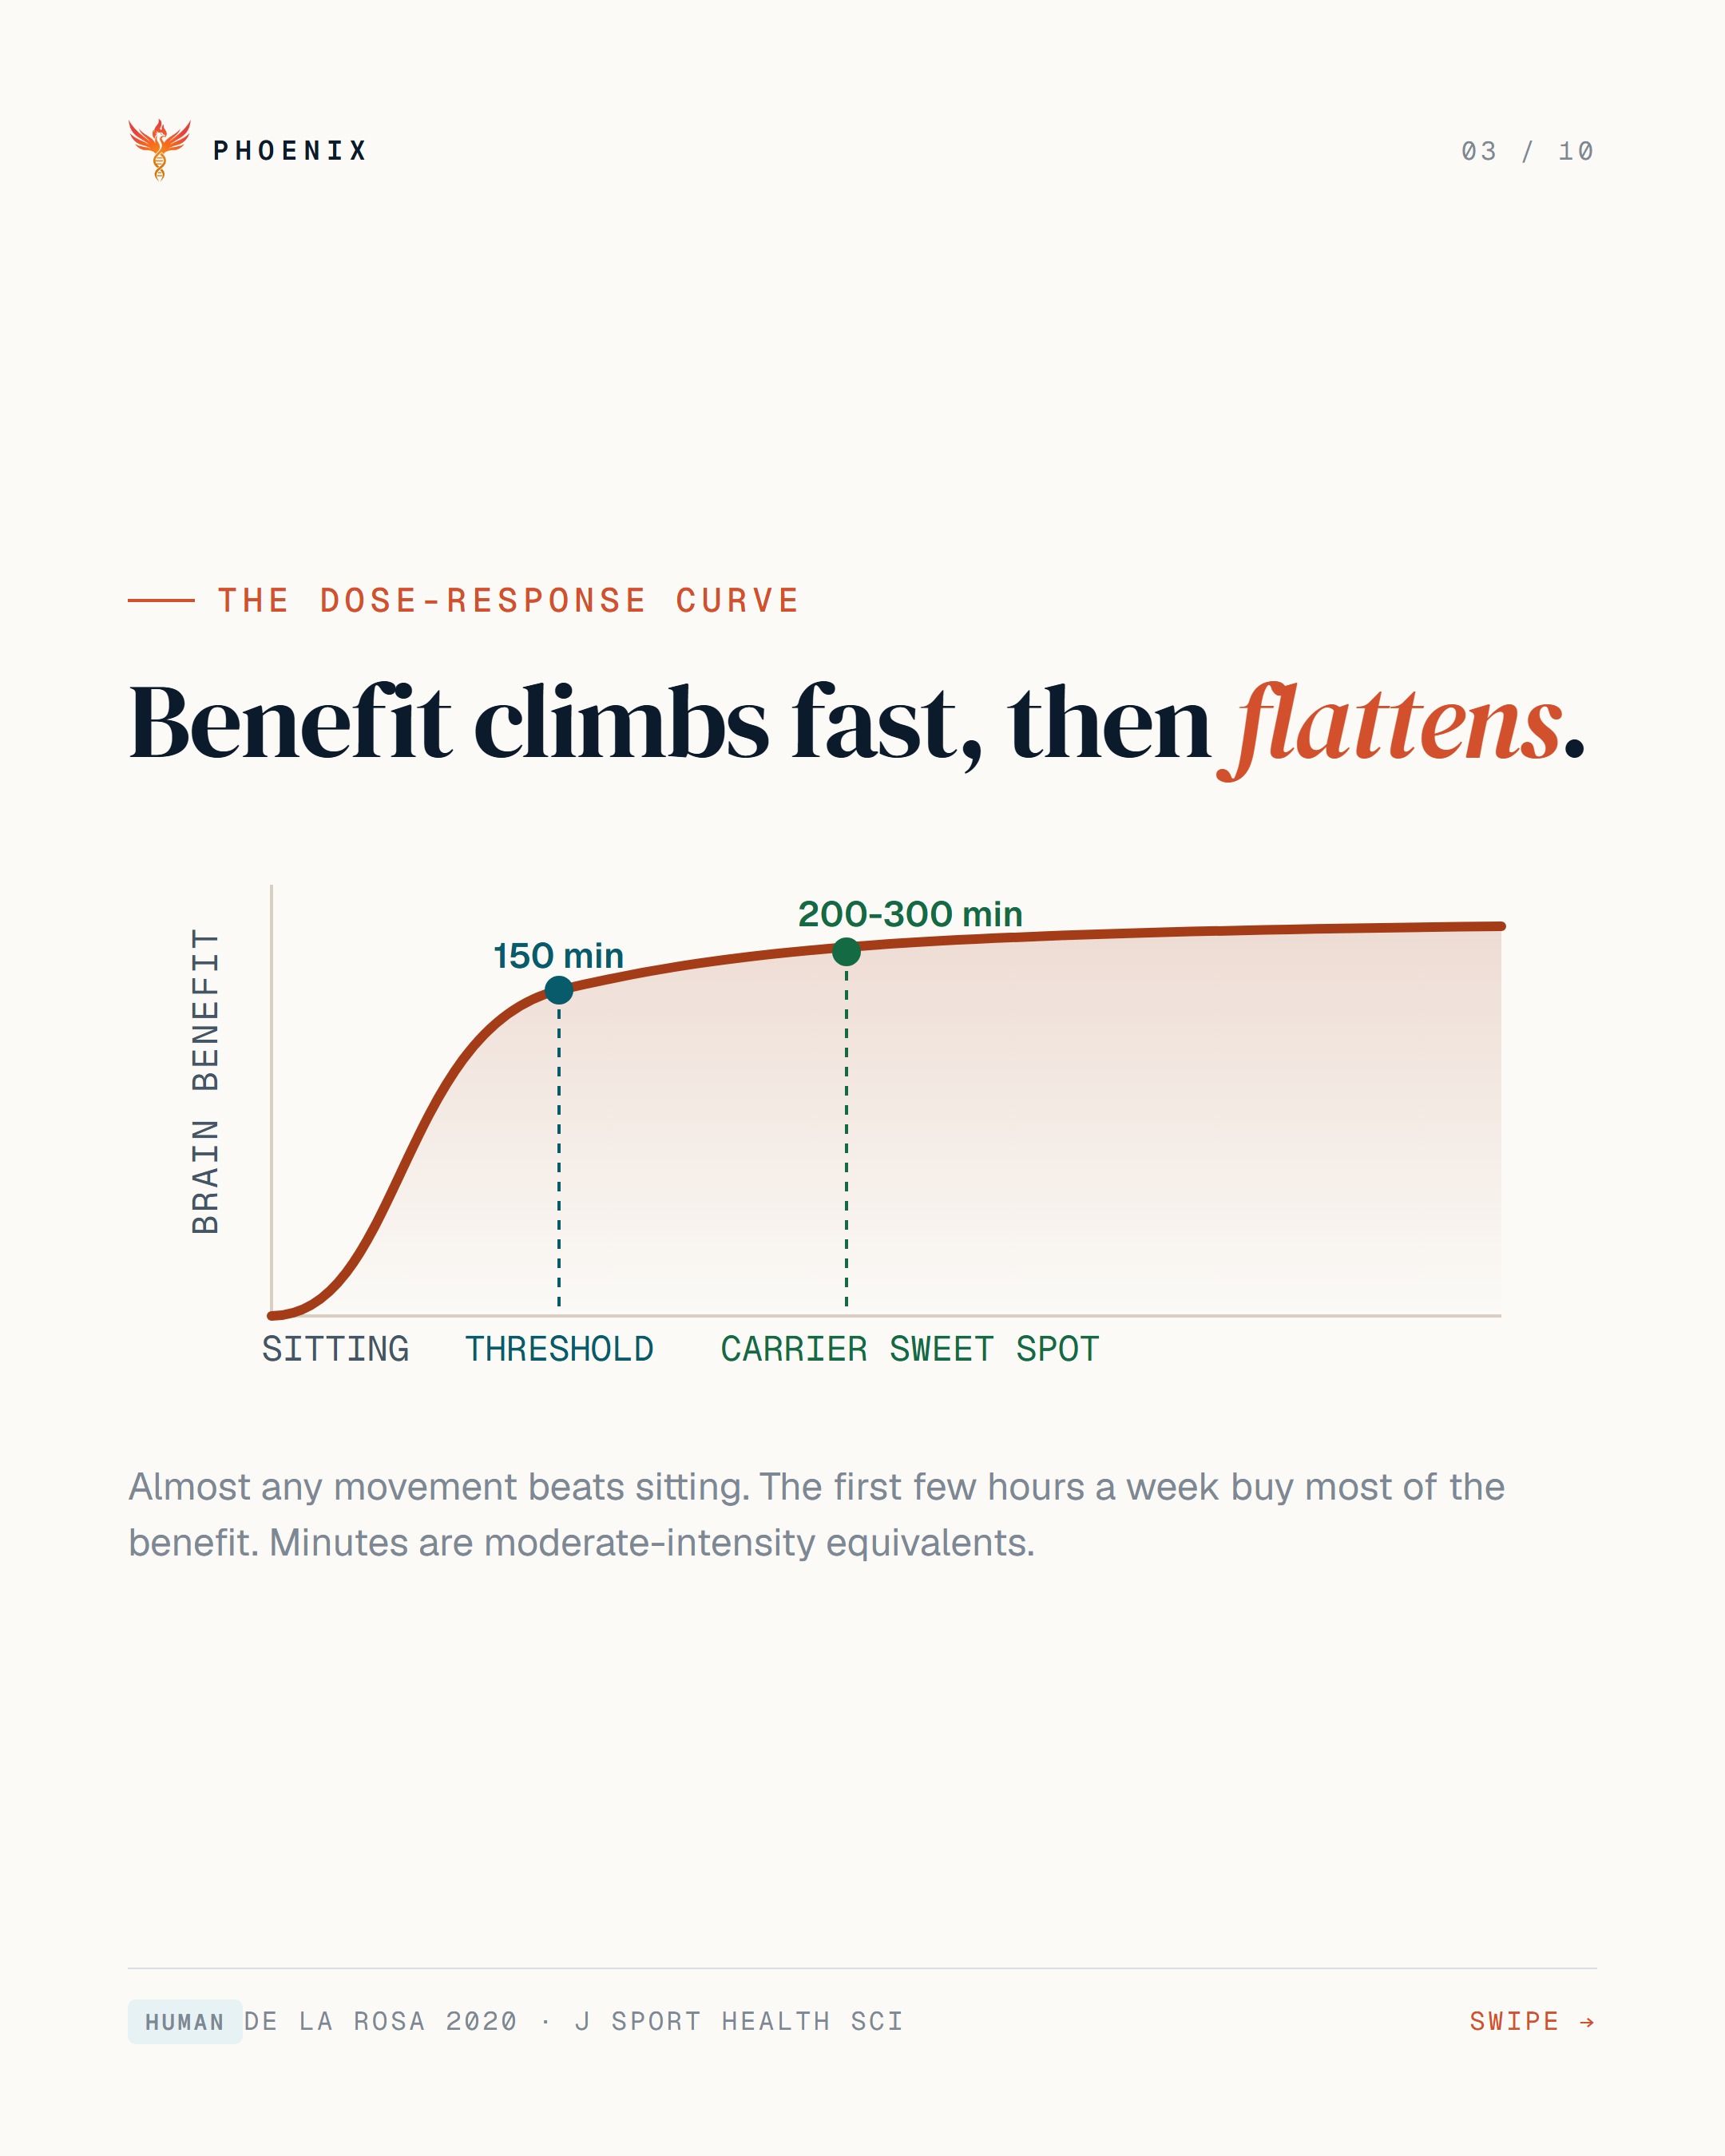 PHOENIX
03 / 10
THE DOSE-RESPONSE CURVE
Benefit climbs fast, then flattens.
BRAIN BENEFIT
150 min
200-300 min
SITTING
THRESHOLD
CARRIER SWEET SPOT
Almost any movement beats sitting. The first few hours a week buy most of the
benefit. Minutes are moderate-intensity equivalents.
HUMAN DE LA ROSA 2020 · J SPORT HEALTH SCI
SWIPE →